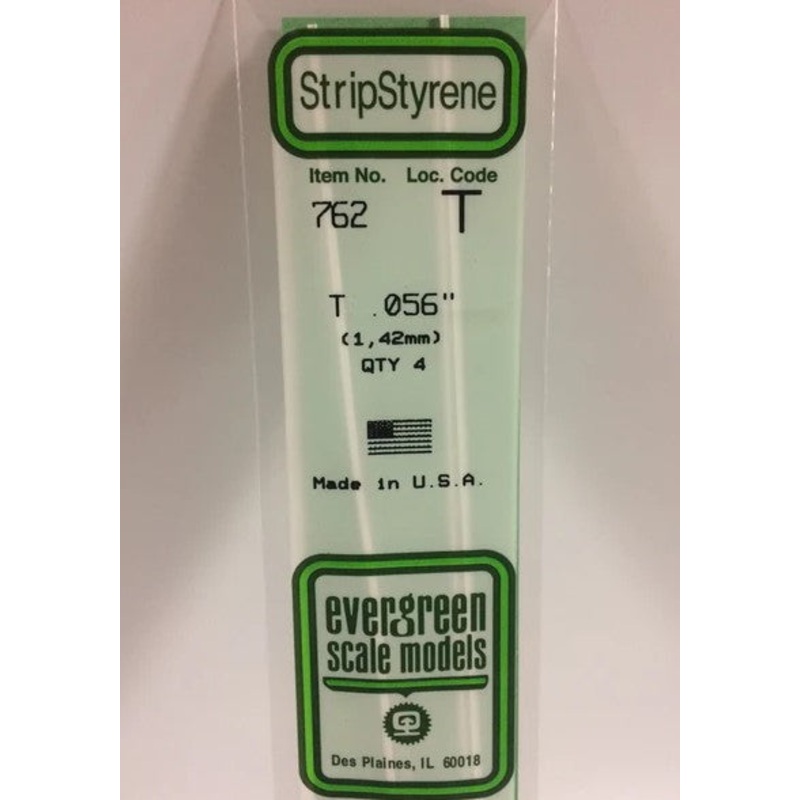 StripStyrene
Item No. Loc. Code
762 T
T .056"
(1,42mm)
QTY 4
Made in U.S.A.
evergreen
scale models
Des Plaines, IL 60018